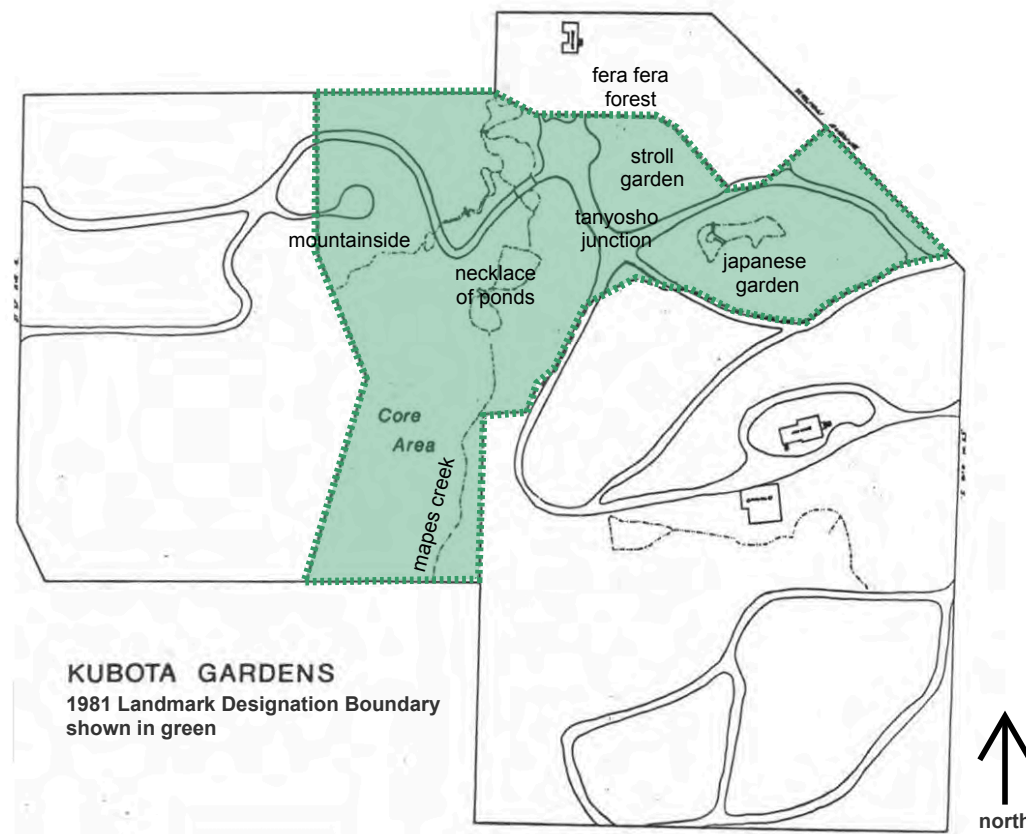 fera fera
forest
stroll
garden
tanyosho
junction
mountainside
necklace
of ponds
japanese
garden
Core
Area
mapes creek
KUBOTA GARDENS
1981 Landmark Designation Boundary
shown in green
north